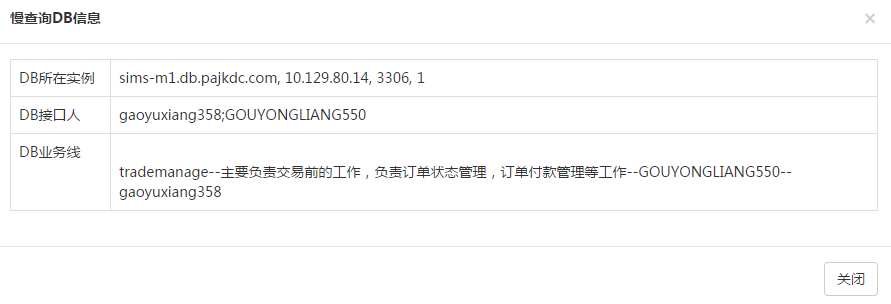 慢查询DB信息
×
DB所在实例 sims-m1.db.pajkdc.com, 10.129.80.14, 3306, 1
DB接口人 gaoyuxiang358;GOUYONGLIANG550
DB业务线
trademanage--主要负责交易前的工作，负责订单状态管理，订单付款管理等工作--GOUYONGLIANG550--
gaoyuxiang358
关闭